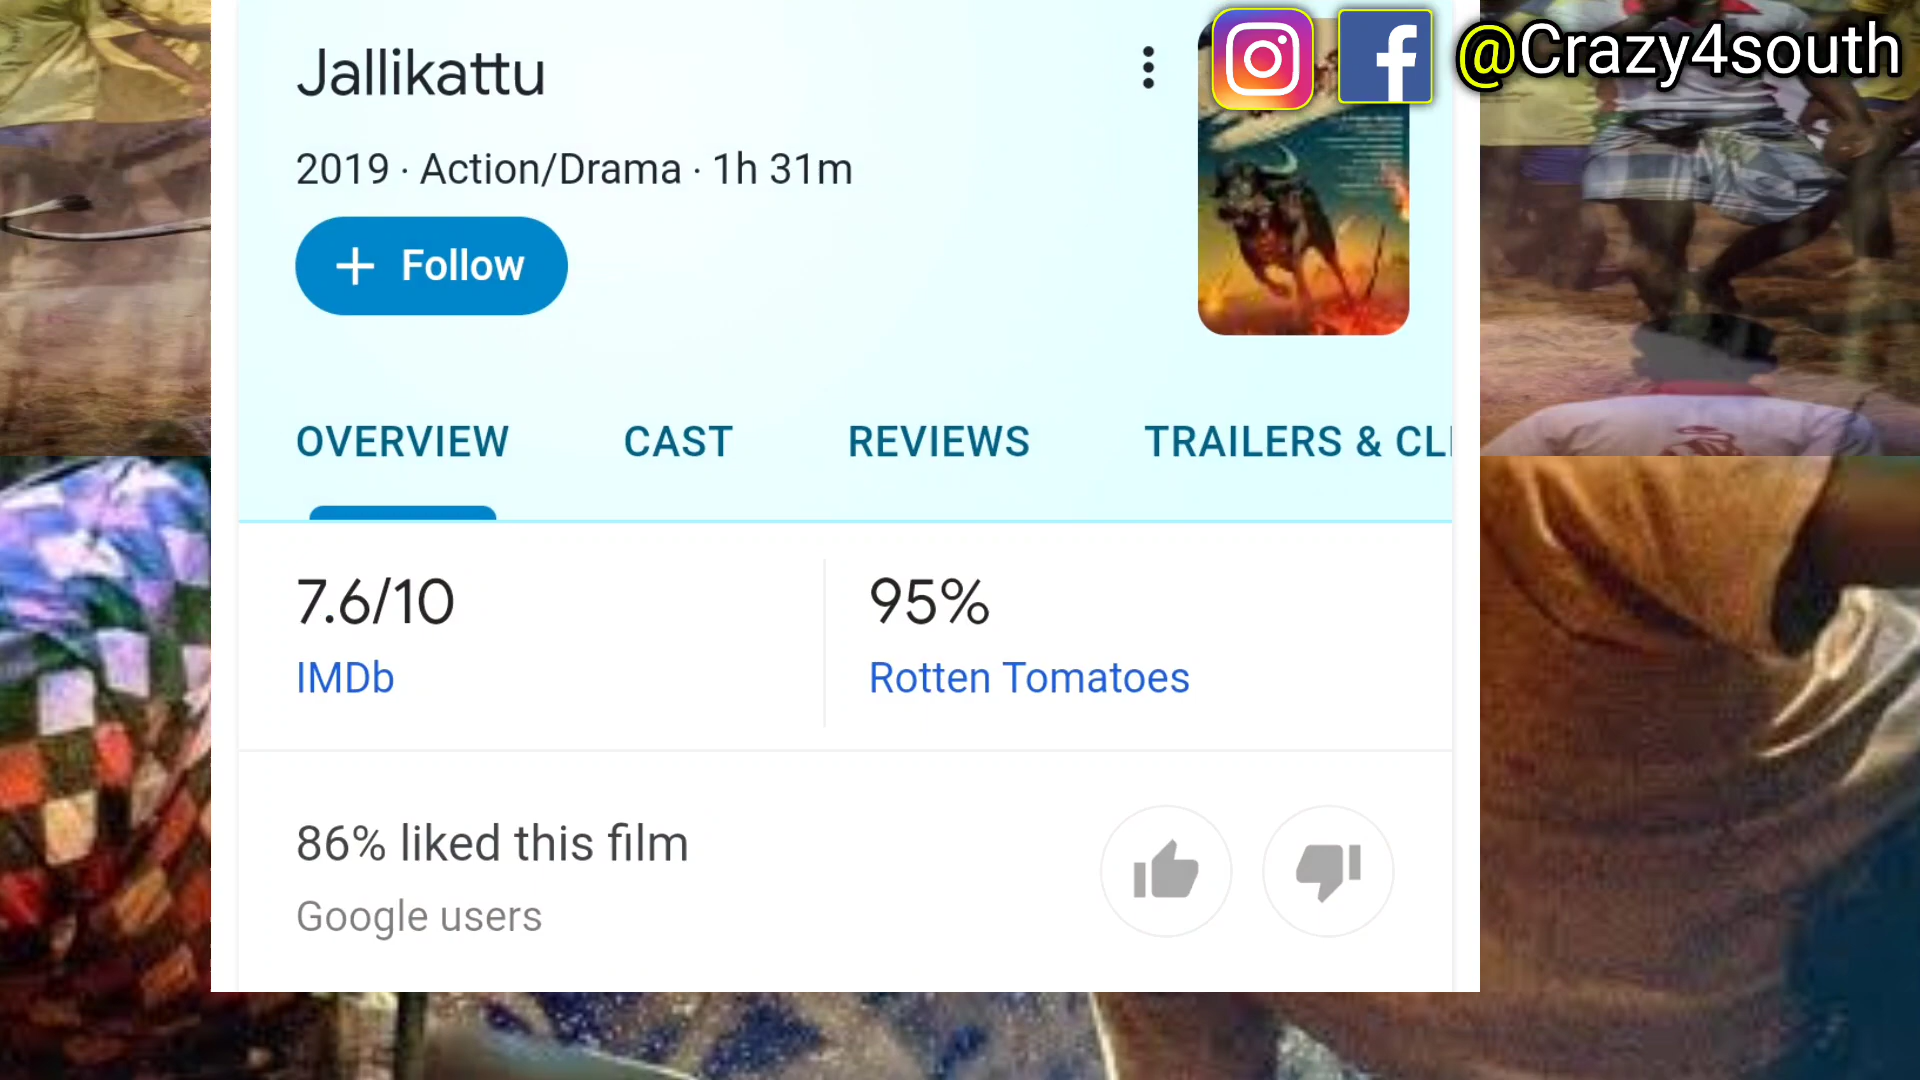 @Crazy4south
Jallikattu
2019 · Action/Drama · 1h 31m
+ Follow
OVERVIEW CAST REVIEWS TRAILERS & CLI
7.6/10 95%
IMDb Rotten Tomatoes
86% liked this film
Google users